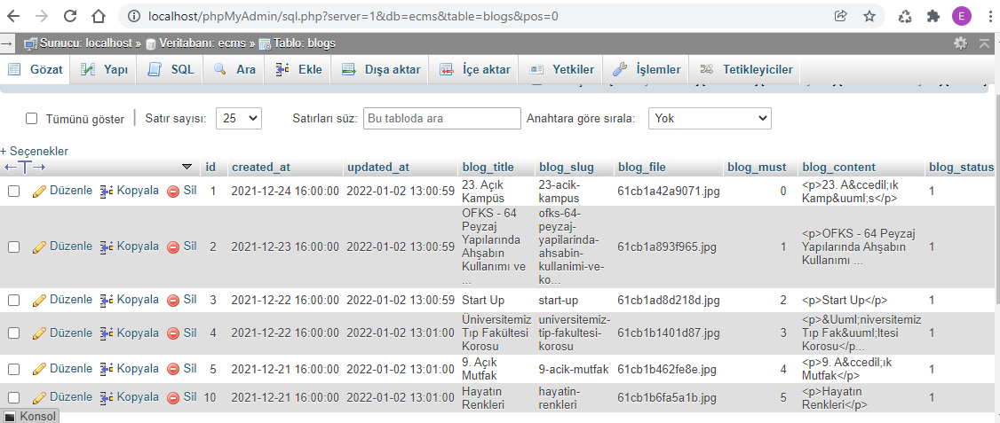 localhost/phpMyAdmin/sql.php?server=1&db=ecms&table=blogs&pos=0
E
Sunucu: localhost » Veritabanı: ecms » Tablo: blogs
Gözat Yapı SQL Ara Ekle Dışa aktar İçe aktar Yetkiler İşlemler Tetikleyiciler
Tümünü göster Satır sayısı: 25 Satırları süz: Bu tabloda ara Anahtara göre sırala: Yok
+ Seçenekler
id created_at updated_at blog_title blog_slug blog_file blog_must blog_content blog_status
Düzenle Kopyala Sil 1 2021-12-24 16:00:00 2022-01-02 13:00:59 23. Açık Kampüs 23-acik-kampus 61cb1a42a9071.jpg 0 <p>23. A&ccedil;ık Kamp&uuml;s</p> 1
Düzenle Kopyala Sil 2 2021-12-23 16:00:00 2022-01-02 13:00:59 OFKS - 64 Peyzaj Yapılarında Ahşabın Kullanımı ve ... ofks-64-peyzaj-yapilarinda-ahsabin-kullanimi-ve-ko... 61cb1a893f965.jpg 1 <p>OFKS - 64 Peyzaj Yapılarında Ahşabın Kullanımı ... 1
Düzenle Kopyala Sil 3 2021-12-22 16:00:00 2022-01-02 13:00:59 Start Up start-up 61cb1ad8d218d.jpg 2 <p>Start Up</p> 1
Düzenle Kopyala Sil 4 2021-12-22 16:00:00 2022-01-02 13:01:00 Üniversitemiz Tıp Fakültesi Korosu universitemiz-tip-fakultesi-korosu 61cb1b1401d87.jpg 3 <p>&Uuml;niversitemiz Tıp Fak&uuml;ltesi Korosu</p... 1
Düzenle Kopyala Sil 5 2021-12-21 16:00:00 2022-01-02 13:01:00 9. Açık Mutfak 9-acik-mutfak 61cb1b462fe8e.jpg 4 <p>9. A&ccedil;ık Mutfak</p> 1
Düzenle Kopyala Sil 10 2021-12-21 16:00:00 2022-01-02 13:01:00 Hayatın Renkleri hayatin-renkleri 61cb1b6fa5a1b.jpg 5 <p>Hayatın Renkleri</p> 1
Konsol